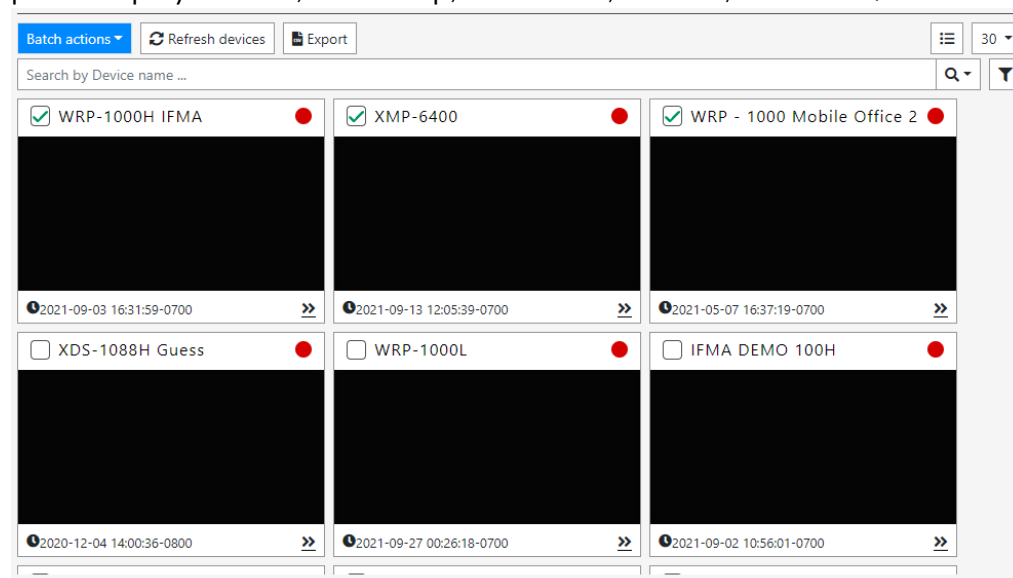 Batch actions Refresh devices Export 30
Search by Device name ...
WRP-1000H IFMA
XMP-6400
WRP - 1000 Mobile Office 2
2021-09-03 16:31:59-0700
2021-09-13 12:05:39-0700
2021-05-07 16:37:19-0700
XDS-1088H Guess
WRP-1000L
IFMA DEMO 100H
2020-12-04 14:00:36-0800
2021-09-27 00:26:18-0700
2021-09-02 10:56:01-0700